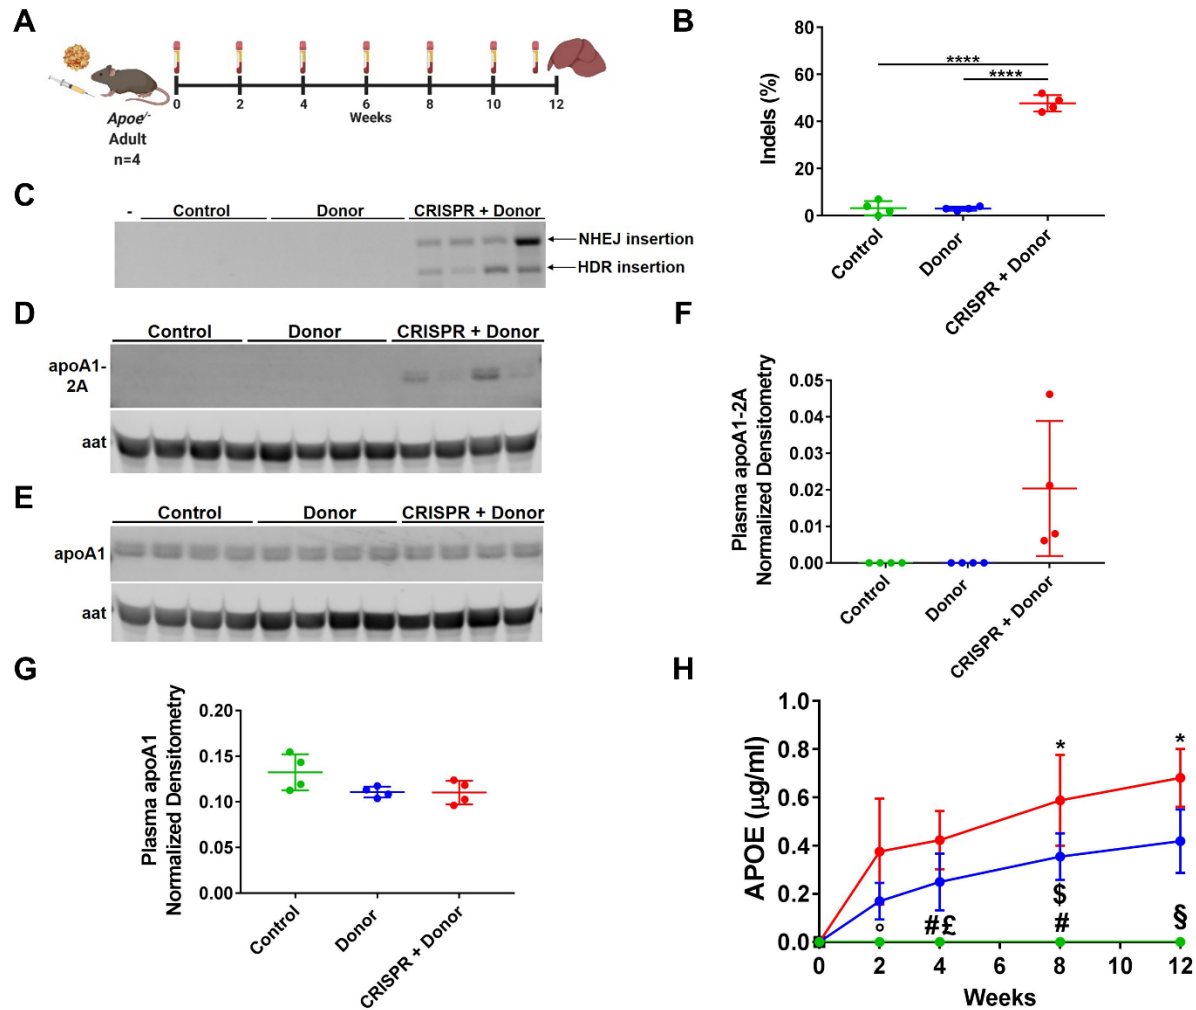 A
0
2
4
6
8
10
12
Weeks
Apoe-/-
Adult
n=4
B
Indels (%)
80
60
40
20
0
****
****
Control
Donor
CRISPR + Donor
C
-
Control
Donor
CRISPR + Donor
NHEJ insertion
HDR insertion
D
Control
Donor
CRISPR + Donor
apoA1-
2A
aat
E
Control
Donor
CRISPR + Donor
apoA1
aat
F
Plasma apoA1-2A
Normalized Densitometry
0.05
0.04
0.03
0.02
0.01
0.00
Control
Donor
CRISPR + Donor
G
Plasma apoA1
Normalized Densitometry
0.20
0.15
0.10
0.05
0.00
Control
Donor
CRISPR + Donor
H
APOE (µg/ml)
1.0
0.8
0.6
0.4
0.2
0.0
*
*
$
° #£ # §
0 2 4 6 8 10 12
Weeks